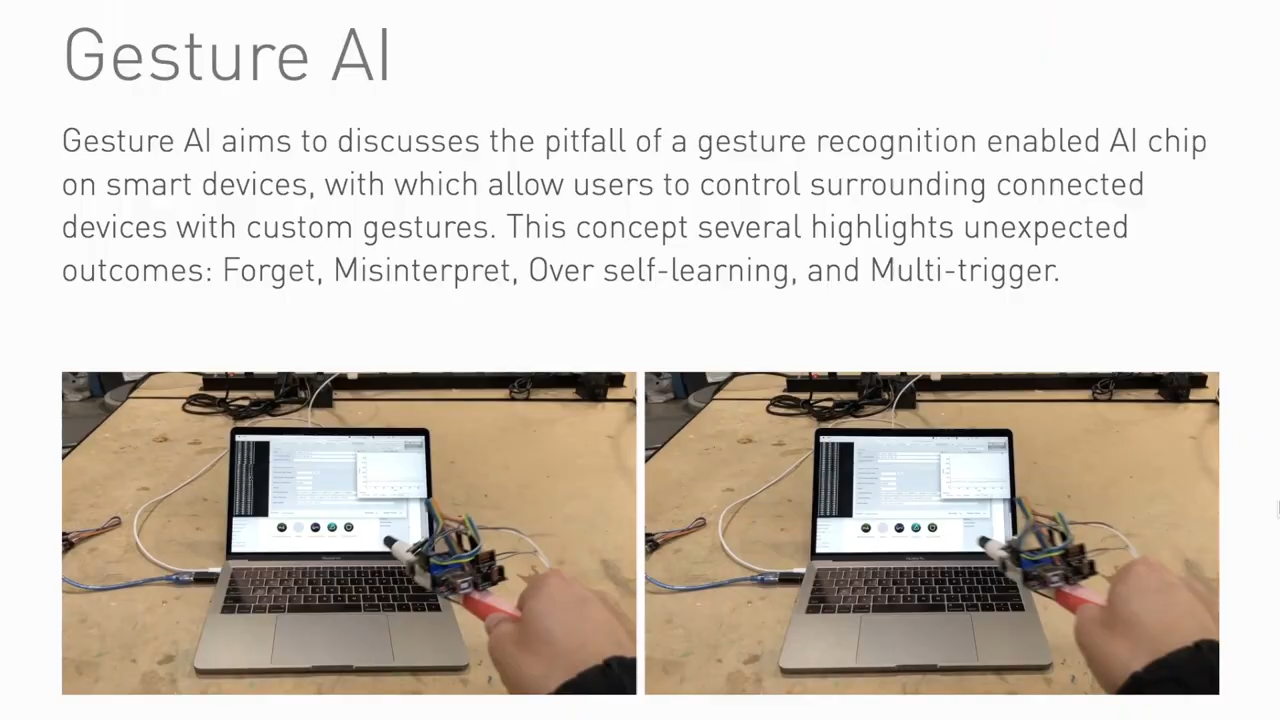 Gesture AI
Gesture AI aims to discusses the pitfall of a gesture recognition enabled AI chip
on smart devices, with which allow users to control surrounding connected
devices with custom gestures. This concept several highlights unexpected
outcomes: Forget, Misinterpret, Over self-learning, and Multi-trigger.